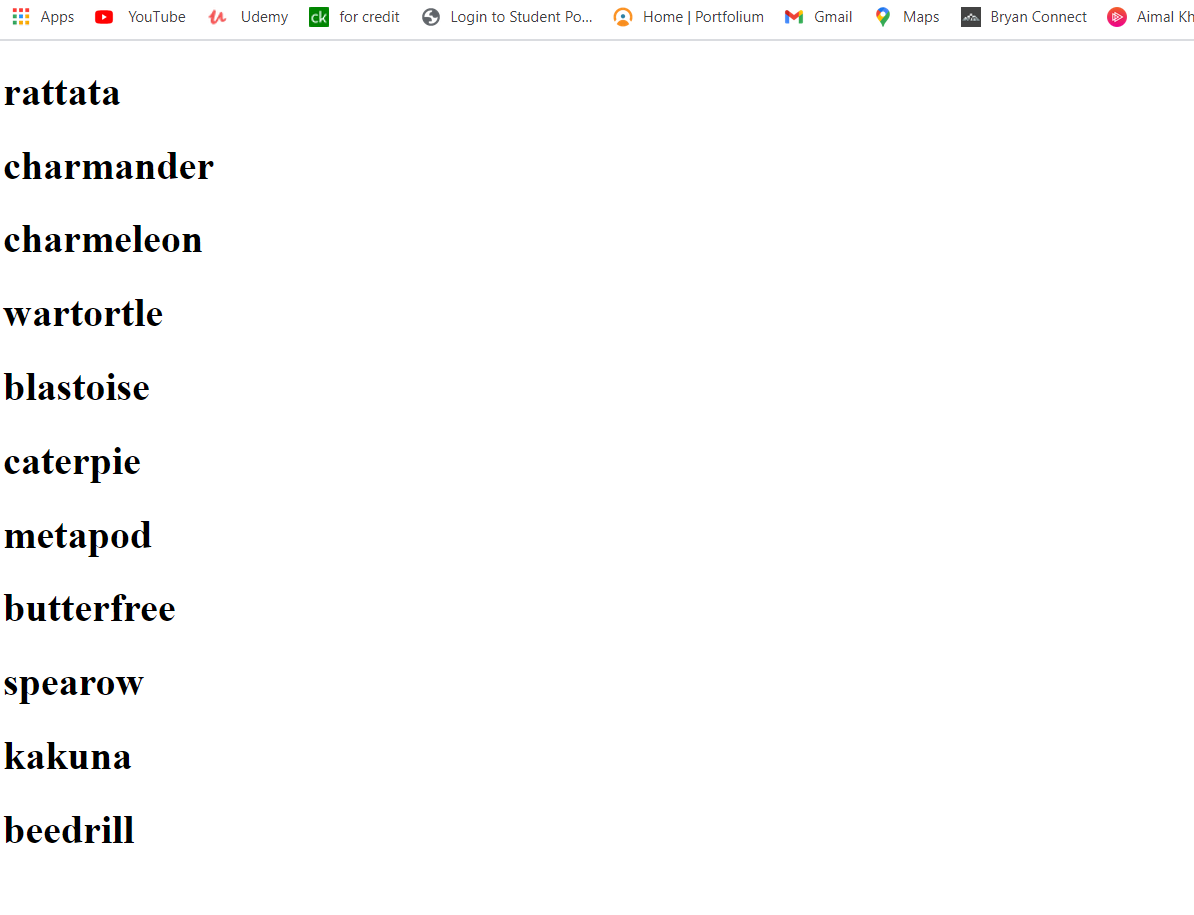 Apps YouTube Udemy ck for credit Login to Student Po... Home | Portfolium Gmail Maps Bryan Connect Aimal Kh
rattata
charmander
charmeleon
wartortle
blastoise
caterpie
metapod
butterfree
spearow
kakuna
beedrill